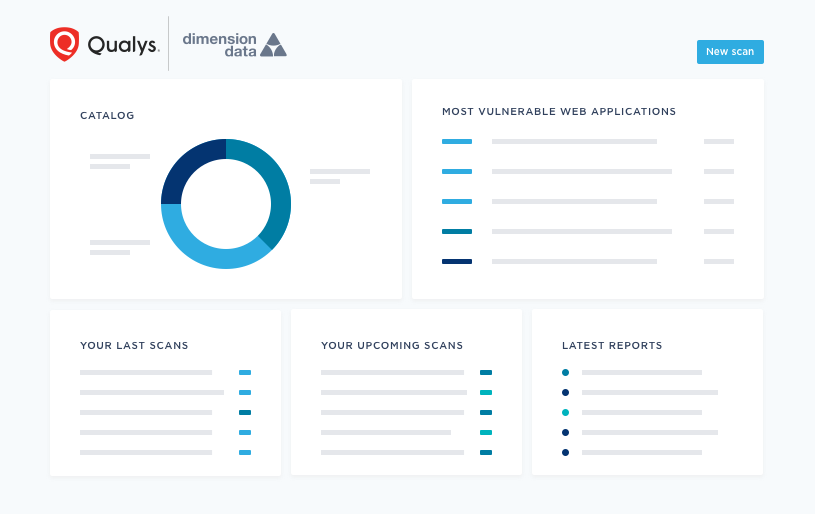 Qualys.
dimension
data
New scan
CATALOG
MOST VULNERABLE WEB APPLICATIONS
YOUR LAST SCANS
YOUR UPCOMING SCANS
LATEST REPORTS